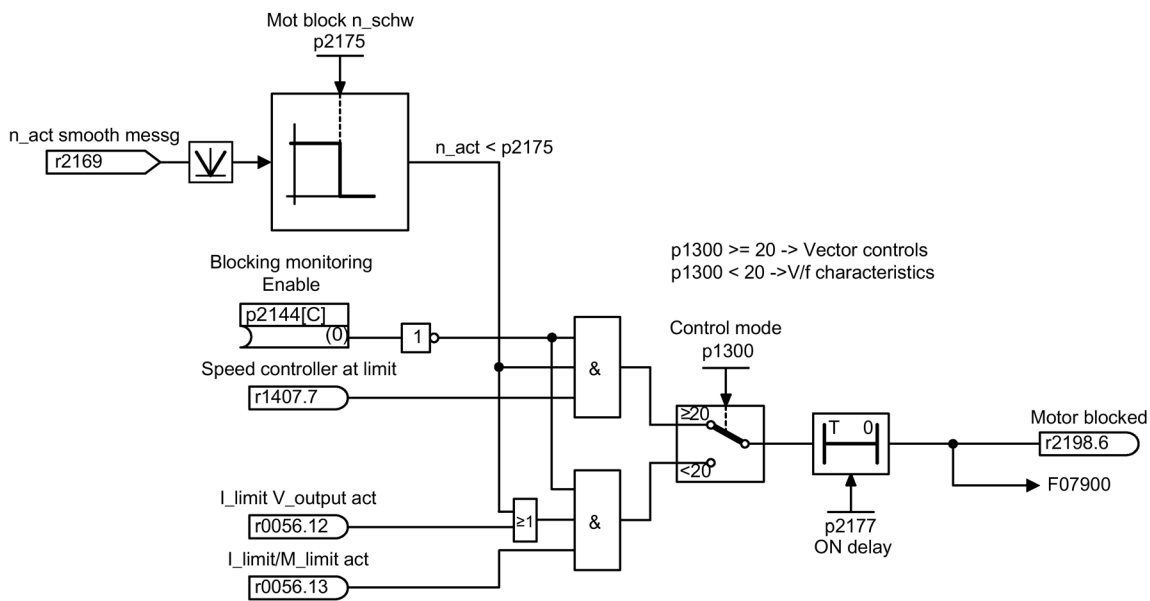 Mot block n_schw
p2175
n_act smooth messg
r2169
n_act < p2175
p1300 >= 20 -> Vector controls
p1300 < 20 ->V/f characteristics
Blocking monitoring
Enable
p2144[C]
(0)
1
Control mode
p1300
Speed controller at limit
r1407.7
&
≥20
<20
T 0
Motor blocked
r2198.6
F07900
I_limit V_output act
r0056.12
≥1
&
p2177
ON delay
I_limit/M_limit act
r0056.13